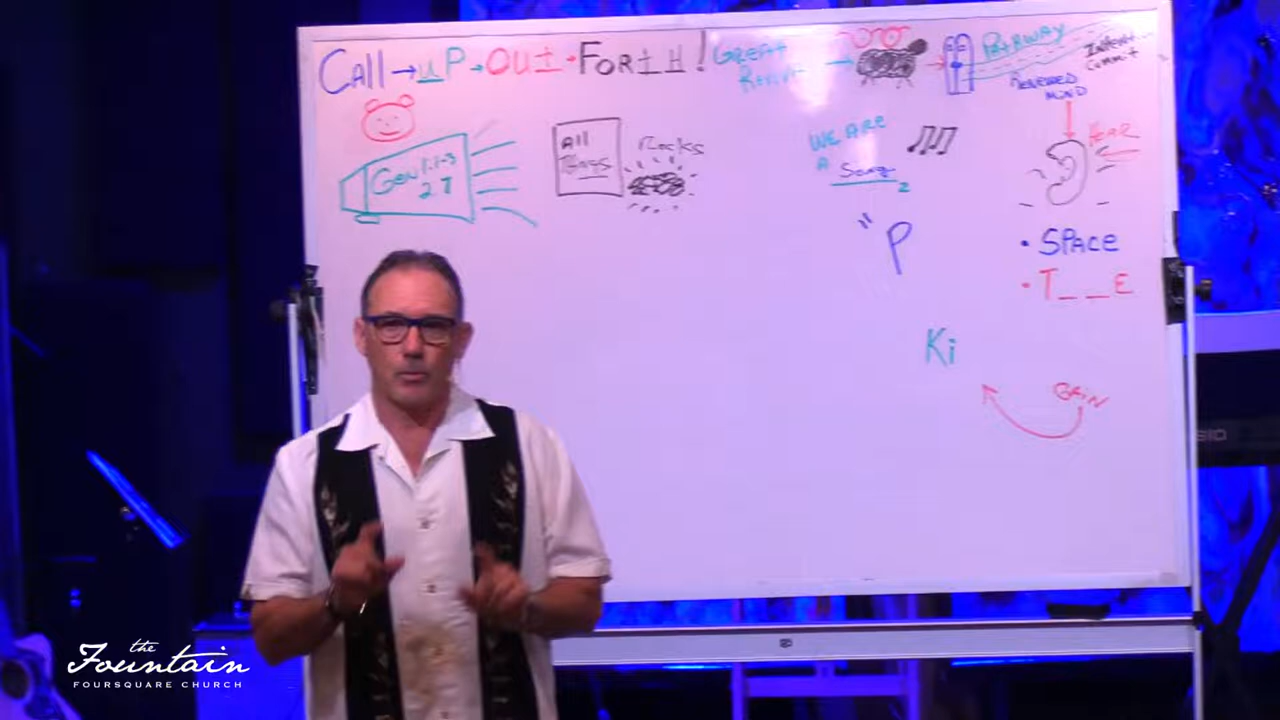 CALL → UP → OUT → FORTH!
GREAT
PATHWAY
RENEWED
MIND
HEAR
GEN 1:1-3
27
All
Things
Rocks
WE ARE
A Song
"P
• SPACE
• T__E
Ki
GAIN
the
Fountain
FOURSQUARE CHURCH